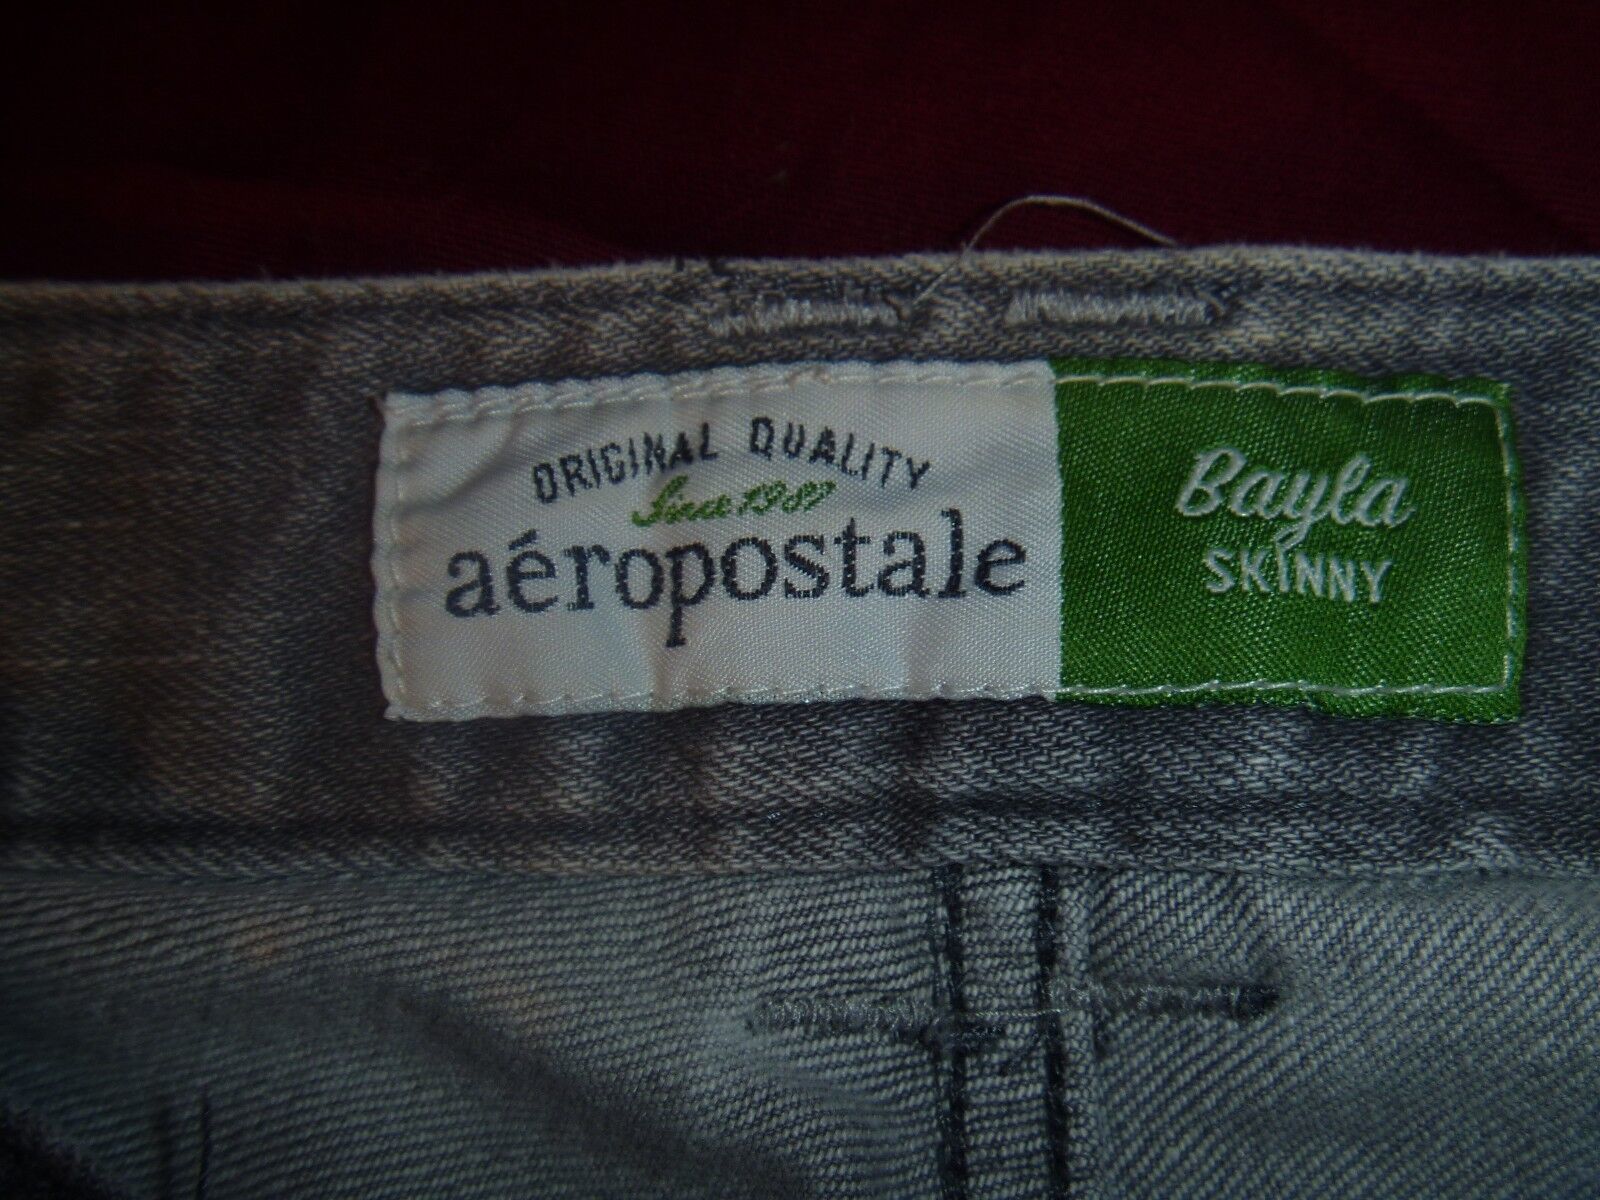 ORIGINAL QUALITY
Since 1987
aéropostale
Bayla
SKINNY